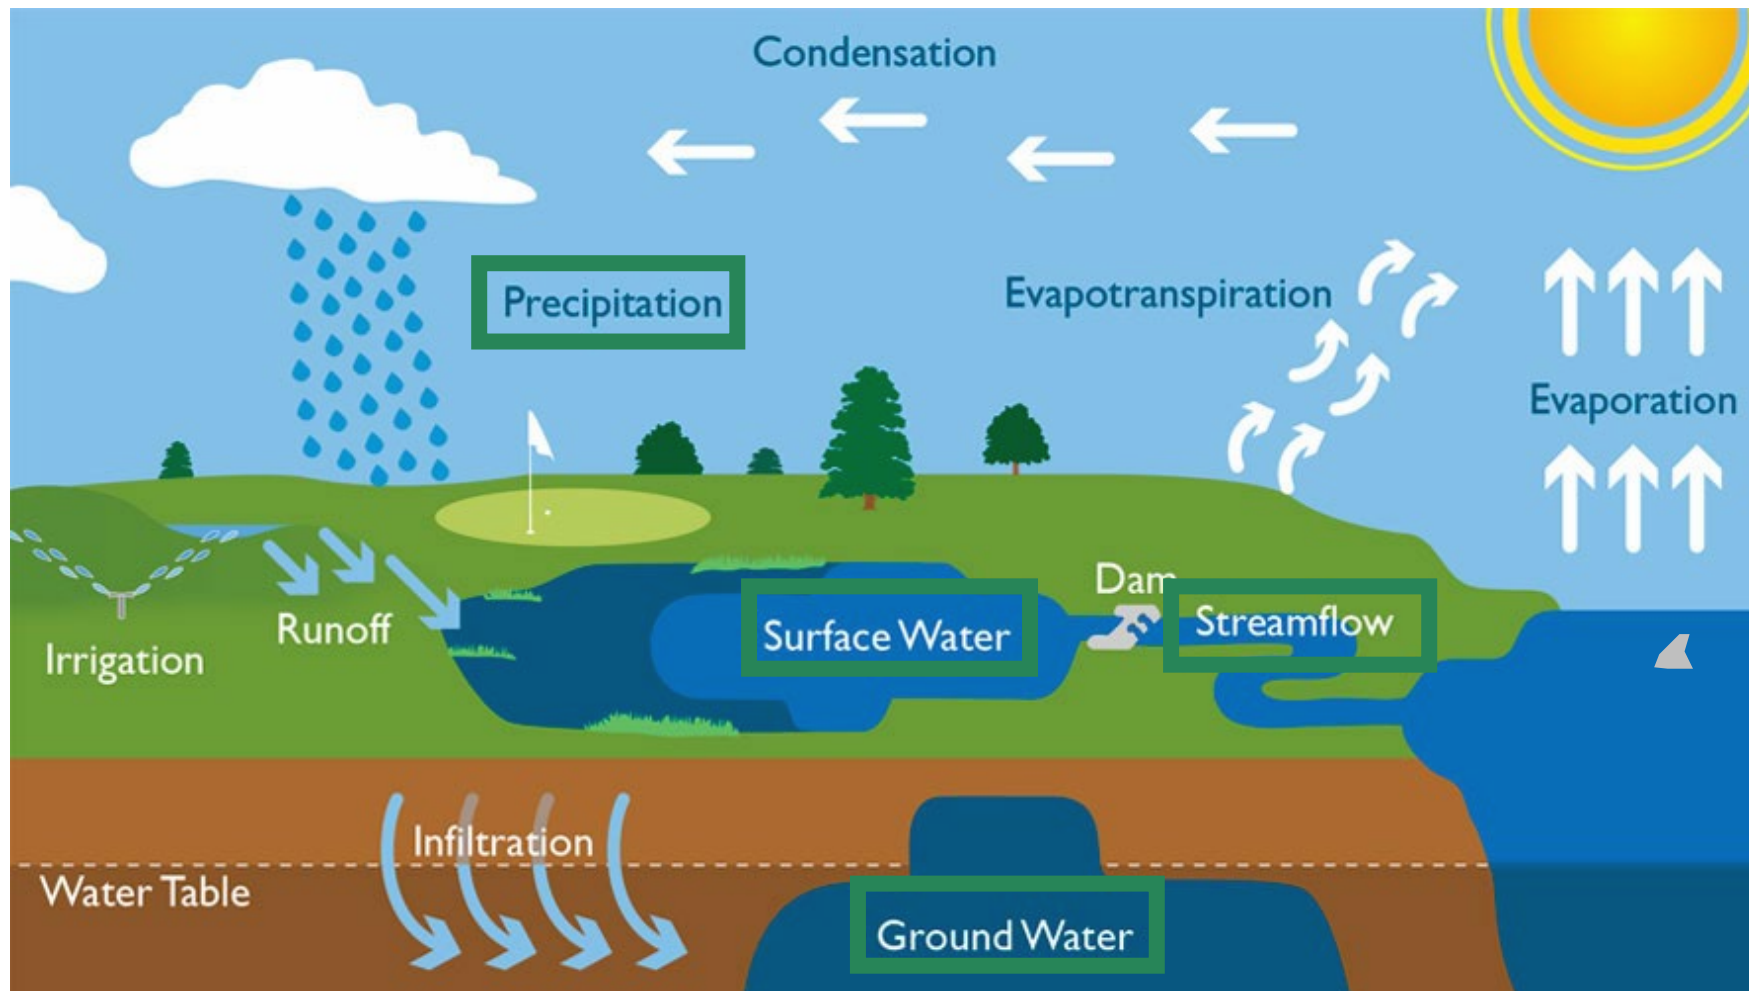 Condensation
Precipitation
Evapotranspiration
Evaporation
Dam
Streamflow
Surface Water
Runoff
Irrigation
Infiltration
Water Table
Ground Water